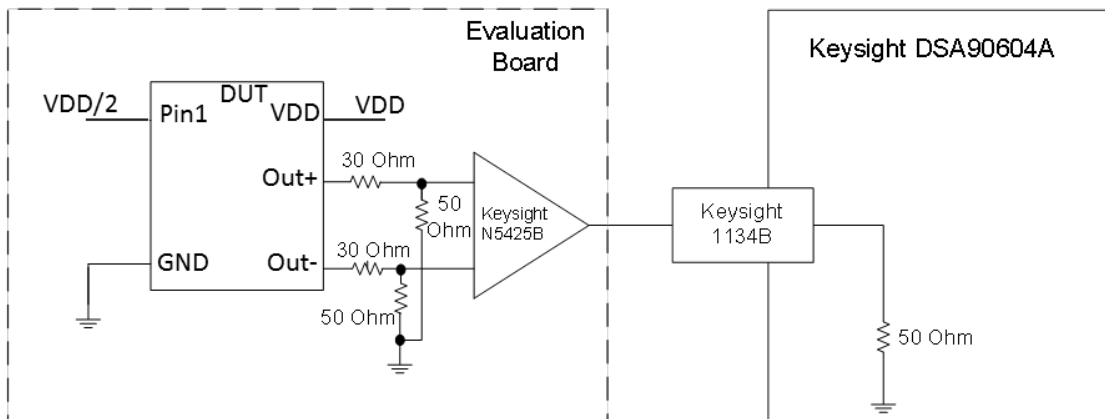 Evaluation
Board
Keysight DSA90604A
DUT
VDD/2
Pin1
VDD
VDD
30 Ohm
Out+
50
Ohm
Keysight
N5425B
Keysight
1134B
30 Ohm
GND
Out-
50 Ohm
50 Ohm